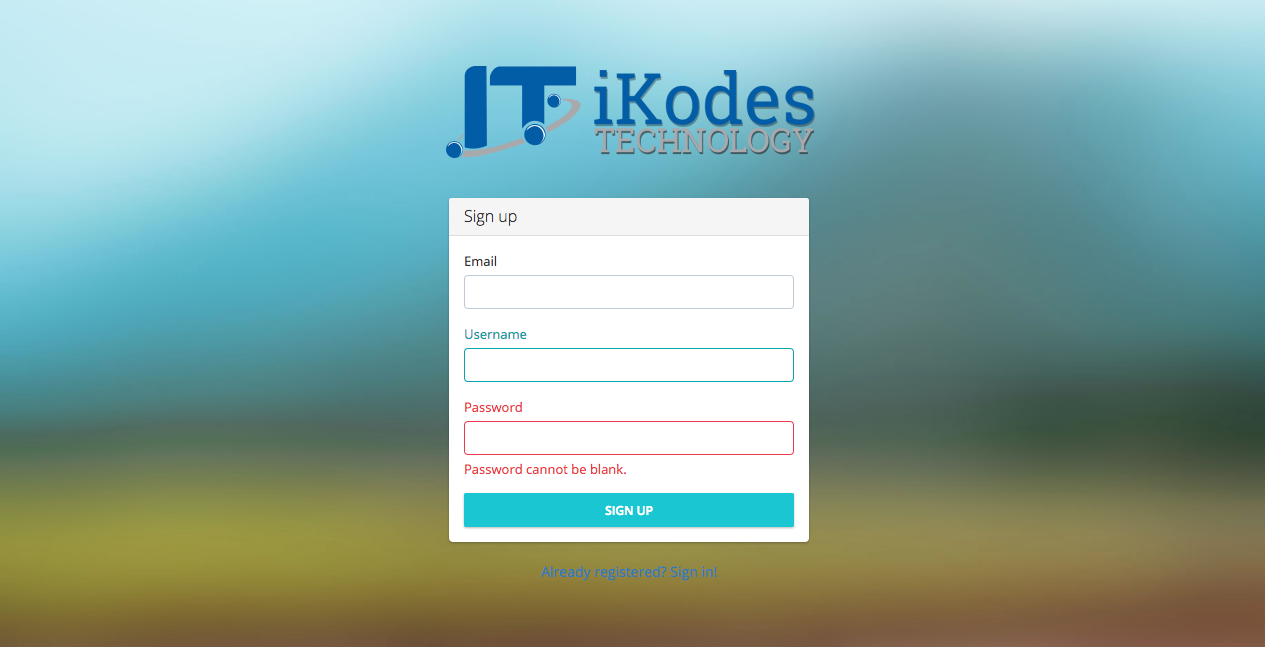 IT iKodes
TECHNOLOGY
Sign up
Email
Username
Password
Password cannot be blank.
SIGN UP
Already registered? Sign in!